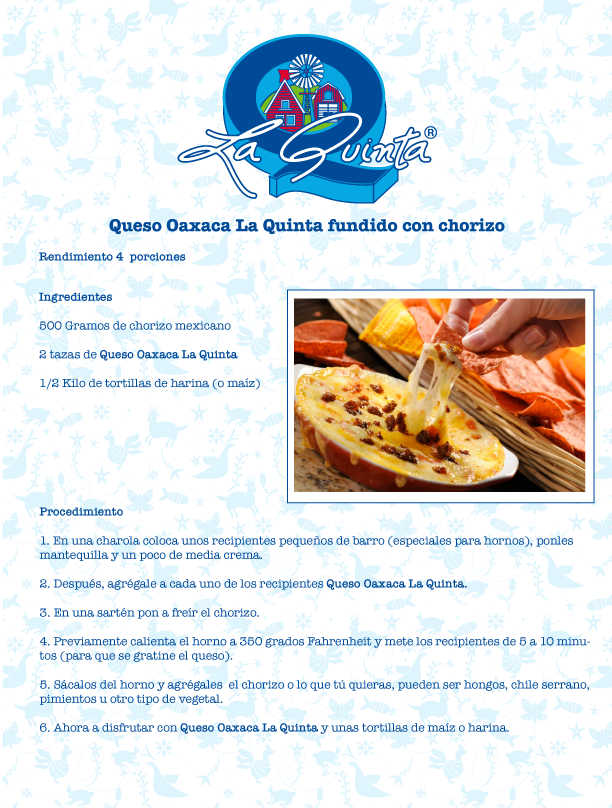 La Quinta®
Queso Oaxaca La Quinta fundido con chorizo
Rendimiento 4 porciones
Ingredientes
500 Gramos de chorizo mexicano
2 tazas de Queso Oaxaca La Quinta
1/2 Kilo de tortillas de harina (o maíz)
Procedimiento
1. En una charola coloca unos recipientes pequeños de barro (especiales para hornos), ponles
mantequilla y un poco de media crema.
2. Después, agrégale a cada uno de los recipientes Queso Oaxaca La Quinta.
3. En una sartén pon a freír el chorizo.
4. Previamente calienta el horno a 350 grados Fahrenheit y mete los recipientes de 5 a 10 minu-
tos (para que se gratine el queso).
5. Sácalos del horno y agrégales el chorizo o lo que tú quieras, pueden ser hongos, chile serrano,
pimientos u otro tipo de vegetal.
6. Ahora a disfrutar con Queso Oaxaca La Quinta y unas tortillas de maíz o harina.